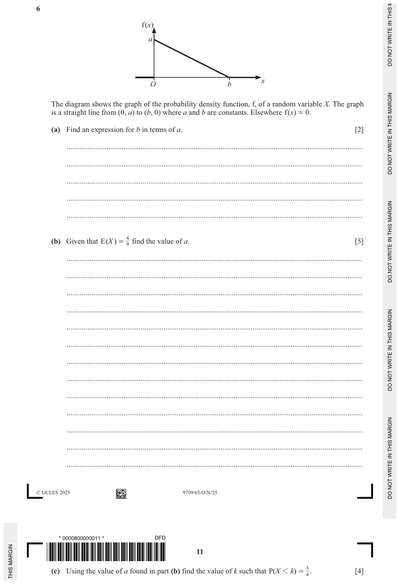 6
f(x)
a
O
b
x
The diagram shows the graph of the probability density function, f, of a random variable X. The graph
is a straight line from (0, a) to (b, 0) where a and b are constants. Elsewhere f(x) = 0.
(a) Find an expression for b in terms of a. [2]
(b) Given that E(X) = 4/9 find the value of a. [5]
© UCLES 2025
9709/65/O/N/25
DO NOT WRITE IN THIS MARGIN
DO NOT WRITE IN THIS MARGIN
DO NOT WRITE IN THIS MARGIN
DO NOT WRITE IN THIS MARGIN
DO NOT WRITE IN THIS MARGIN
THIS MARGIN
* 0000800000011 *
DFD
11
(c) Using the value of a found in part (b) find the value of k such that P(X < k) = 3/4. [4]